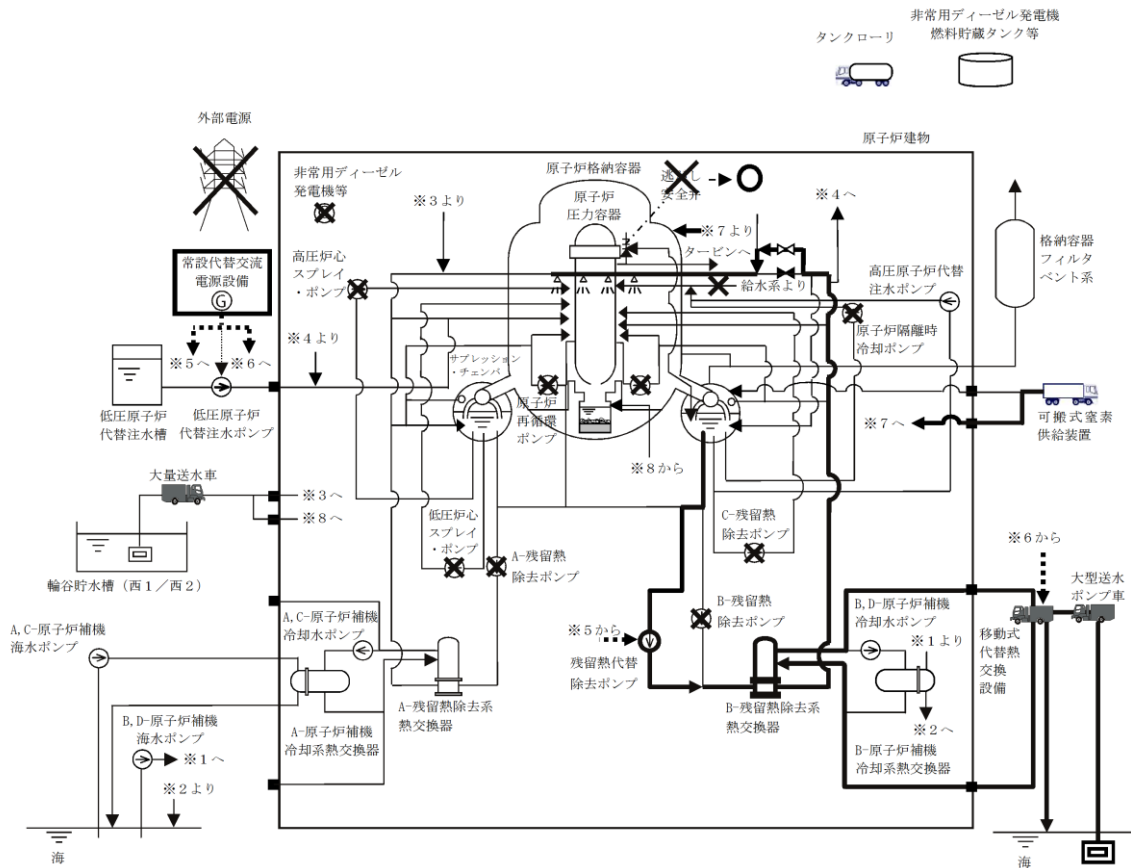 非常用ディーゼル発電機
燃料貯蔵タンク等
タンクローリ
外部電源
原子炉建物
非常用ディーゼル
発電機等
原子炉格納容器
原子炉
圧力容器
逃がし
安全弁
※3より
※4へ
※7より
タービンへ
格納容器
フィルタ
ベント系
常設代替交流
電源設備
G
高圧炉心
スプレイ
・ポンプ
給水系より
高圧原子炉代替
注水ポンプ
原子炉隔離時
冷却ポンプ
※5へ
※6へ
※4より
サプレッション
・チェンバ
低圧原子炉
代替注水槽
低圧原子炉
代替注水ポンプ
原子炉
再循環
ポンプ
※7へ
可搬式窒素
供給装置
※8から
大量送水車
※3へ
※8へ
輪谷貯水槽(西1/西2)
低圧炉心
スプレイ
・ポンプ
A-残留熱
除去ポンプ
C-残留熱
除去ポンプ
※6から
大型送水
ポンプ車
移動式
代替熱
交換
設備
A,C-原子炉補機
海水ポンプ
A,C-原子炉補機
冷却水ポンプ
B-残留熱
除去ポンプ
B,D-原子炉補機
冷却水ポンプ
※5から
残留熱代替
除去ポンプ
※1より
※2へ
A-残留熱除去系
熱交換器
B-残留熱除去系
熱交換器
B,D-原子炉補機
海水ポンプ
A-原子炉補機
冷却系熱交換器
B-原子炉補機
冷却系熱交換器
※1へ
※2より
海
海